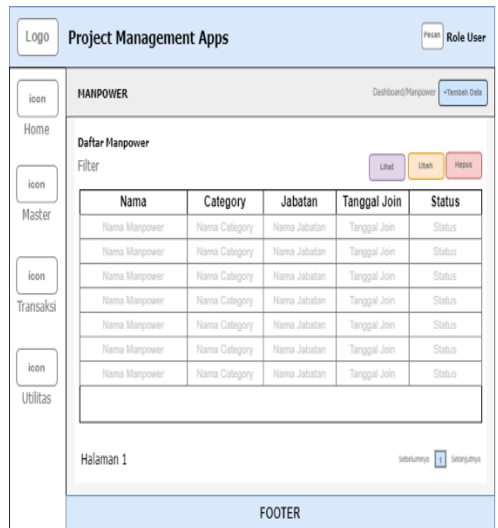 Logo
Project Management Apps
Pesan
Role User
icon
Home
icon
Master
icon
Transaksi
icon
Utilitas
MANPOWER
Dashboard/Manpower
+Tambah Data
Daftar Manpower
Filter
Lihat
Ubah
Hapus
Nama Category Jabatan Tanggal Join Status
Nama Manpower Nama Category Nama Jabatan Tanggal Join Status
Nama Manpower Nama Category Nama Jabatan Tanggal Join Status
Nama Manpower Nama Category Nama Jabatan Tanggal Join Status
Nama Manpower Nama Category Nama Jabatan Tanggal Join Status
Nama Manpower Nama Category Nama Jabatan Tanggal Join Status
Nama Manpower Nama Category Nama Jabatan Tanggal Join Status
Nama Manpower Nama Category Nama Jabatan Tanggal Join Status
Halaman 1
Sebelumnya 1 Selanjutnya
FOOTER